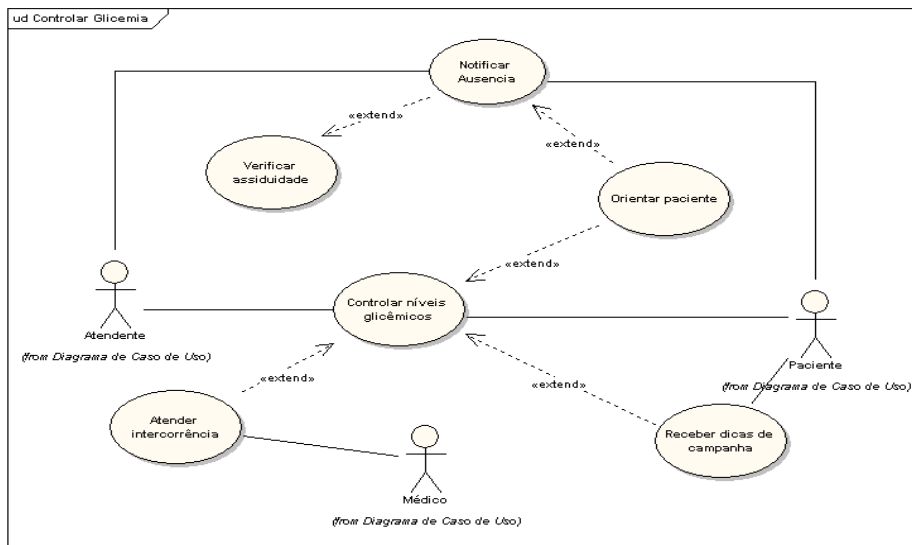 ud Controlar Glicemia
Notificar
Ausencia
«extend»
Verificar
assiduidade
«extend»
Orientar paciente
«extend»
Controlar níveis
glicêmicos
Atendente
(from Diagrama de Caso de Uso)
Paciente
(from Diagrama de Caso de Uso)
«extend»
«extend»
Atender
intercorrência
Receber dicas de
campanha
Médico
(from Diagrama de Caso de Uso)